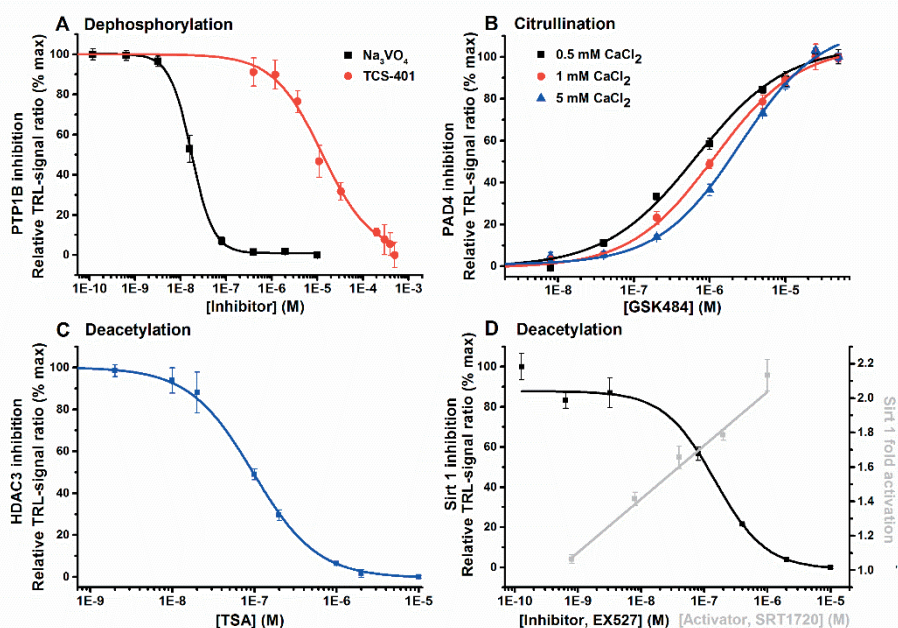 A Dephosphorylation
PTP1B inhibition
Relative TRL-signal ratio (% max)
100
80
60
40
20
0
Na3VO4
TCS-401
1E-10 1E-9 1E-8 1E-7 1E-6 1E-5 1E-4 1E-3
[Inhibitor] (M)
B Citrullination
PAD4 inhibition
Relative TRL-signal ratio (% max)
100
80
60
40
20
0
0.5 mM CaCl2
1 mM CaCl2
5 mM CaCl2
1E-8 1E-7 1E-6 1E-5
[GSK484] (M)
C Deacetylation
HDAC3 inhibition
Relative TRL-signal ratio (% max)
100
80
60
40
20
0
1E-9 1E-8 1E-7 1E-6 1E-5
[TSA] (M)
D Deacetylation
Sirt 1 inhibition
Relative TRL-signal ratio (% max)
100
80
60
40
20
0
2.2
2.0
1.8
1.6
1.4
1.2
1.0
Sirt 1 fold activation
1E-10 1E-9 1E-8 1E-7 1E-6 1E-5
[Inhibitor, EX527] (M) [Activator, SRT1720] (M)